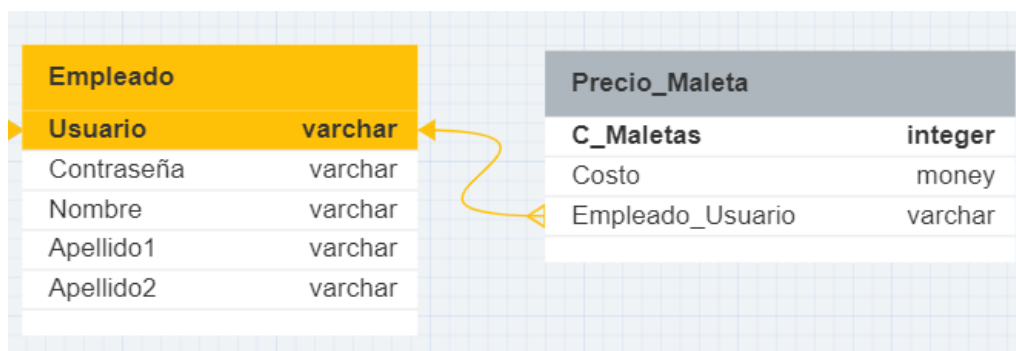 Empleado
Usuario varchar
Contraseña varchar
Nombre varchar
Apellido1 varchar
Apellido2 varchar
Precio_Maleta
C_Maletas integer
Costo money
Empleado_Usuario varchar